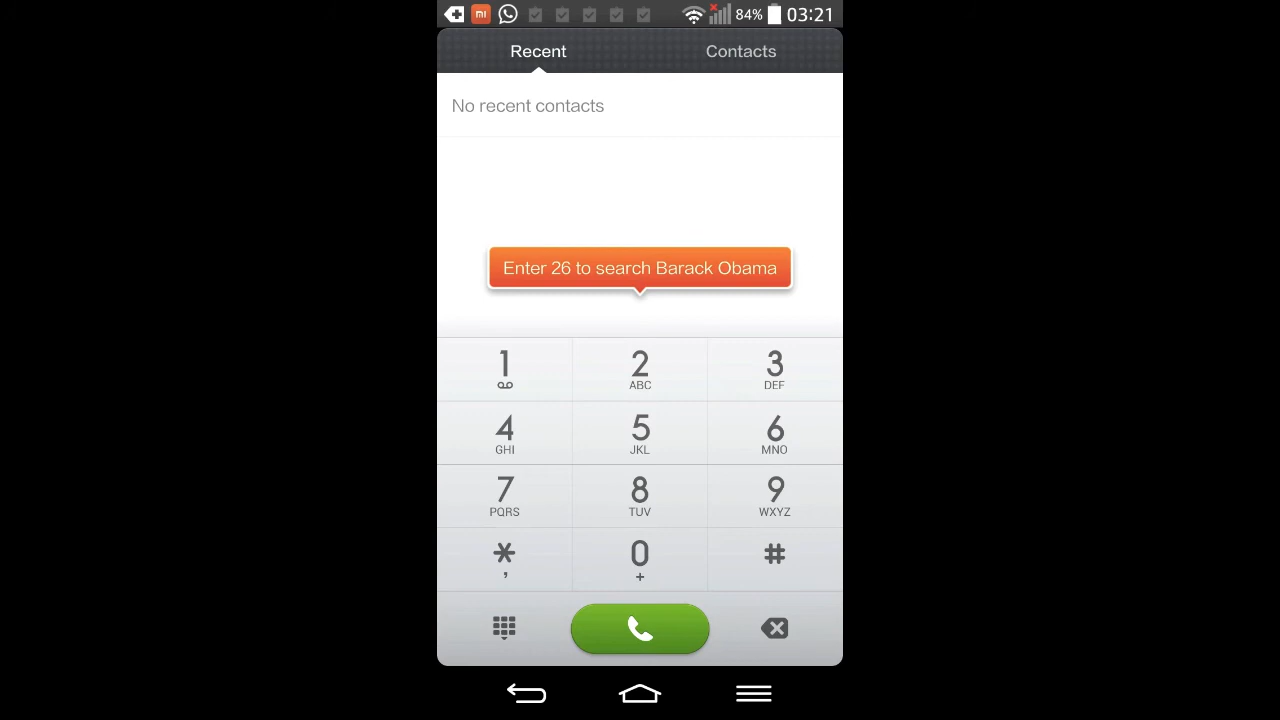 mi 84% 03:21
Recent Contacts
No recent contacts
Enter 26 to search Barack Obama
1 2 3
ABC DEF
4 5 6
GHI JKL MNO
7 8 9
PQRS TUV WXYZ
* 0 #
, +